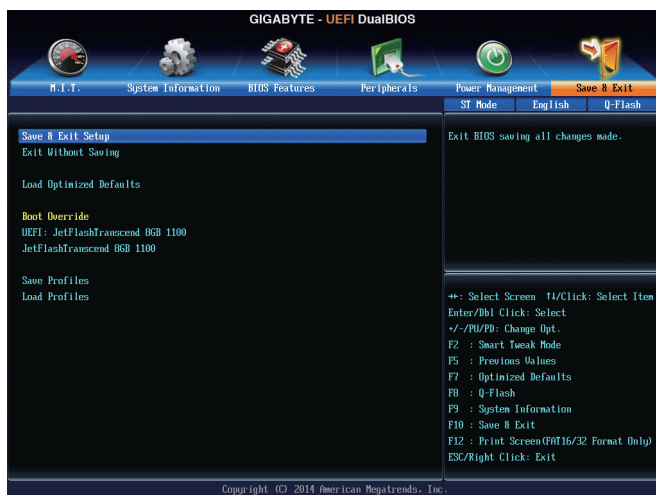 GIGABYTE - UEFI DualBIOS
M.I.T.
System Information
BIOS Features
Peripherals
Power Management
Save & Exit
ST Mode
English
Q-Flash
Save & Exit Setup
Exit Without Saving
Load Optimized Defaults
Boot Override
UEFI: JetFlashTranscend 8GB 1100
JetFlashTranscend 8GB 1100
Save Profiles
Load Profiles
Exit BIOS saving all changes made.
→←: Select Screen ↑↓/Click: Select Item
Enter/Dbl Click: Select
+/-/PU/PD: Change Opt.
F2 : Smart Tweak Mode
F5 : Previous Values
F7 : Optimized Defaults
F8 : Q-Flash
F9 : System Information
F10 : Save & Exit
F12 : Print Screen(FAT16/32 Format Only)
ESC/Right Click: Exit
Copyright (C) 2014 American Megatrends, Inc.